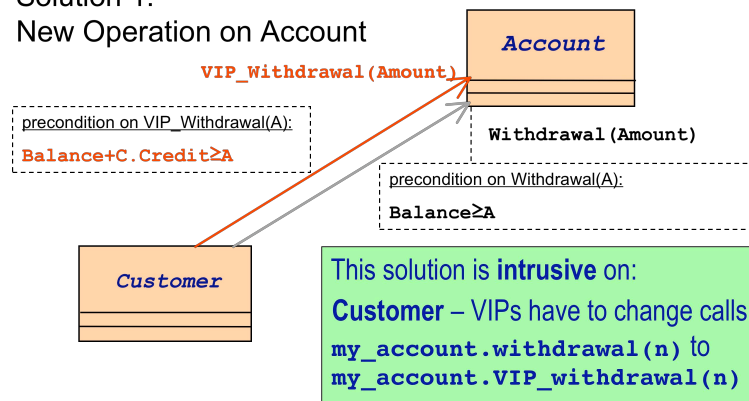 Solution 1:
New Operation on Account
Account
VIP_Withdrawal(Amount)
precondition on VIP_Withdrawal(A):
Balance+C.Credit≥A
Withdrawal(Amount)
precondition on Withdrawal(A):
Balance≥A
Customer
This solution is intrusive on:
Customer – VIPs have to change calls
my_account.withdrawal(n) to
my_account.VIP_withdrawal(n)